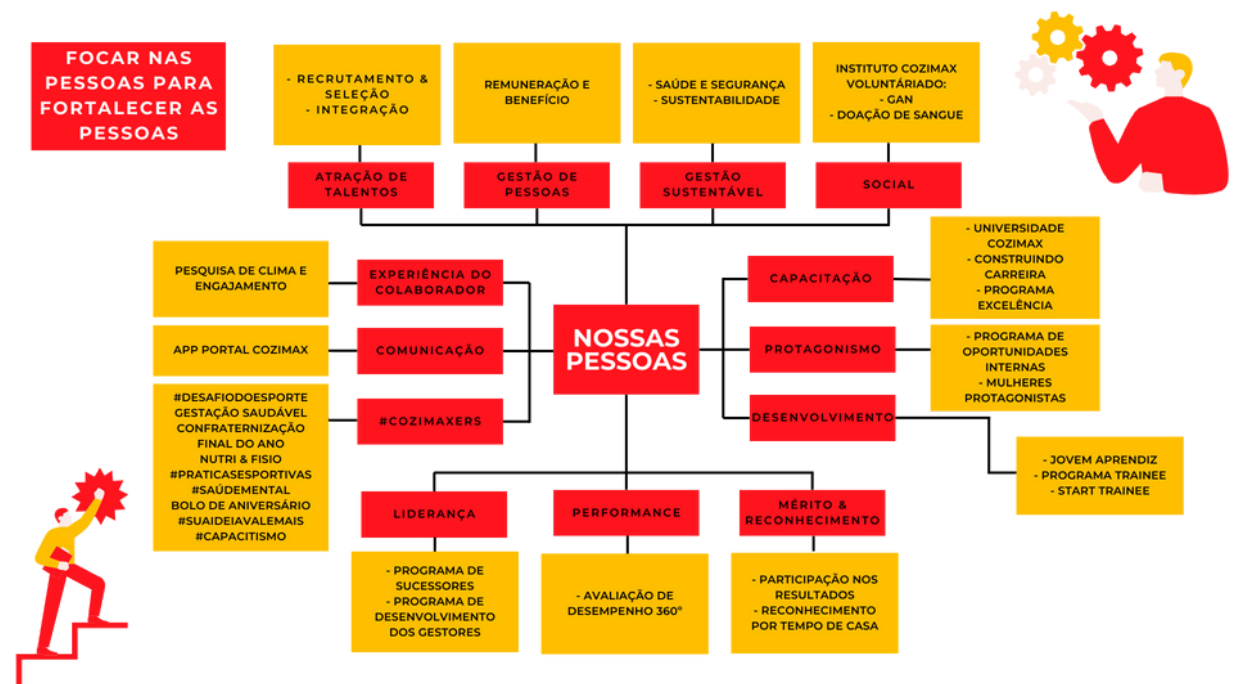 FOCAR NAS
PESSOAS PARA
FORTALECER AS
PESSOAS
- RECRUTAMENTO &
SELEÇÃO
- INTEGRAÇÃO
REMUNERAÇÃO E
BENEFÍCIO
- SAÚDE E SEGURANÇA
- SUSTENTABILIDADE
INSTITUTO COZIMAX
VOLUNTÁRIADO:
- GAN
- DOAÇÃO DE SANGUE
ATRAÇÃO DE
TALENTOS
GESTÃO DE
PESSOAS
GESTÃO
SUSTENTÁVEL
SOCIAL
PESQUISA DE CLIMA E
ENGAJAMENTO
EXPERIÊNCIA DO
COLABORADOR
APP PORTAL COZIMAX
COMUNICAÇÃO
#DESAFIODOESPORTE
GESTAÇÃO SAUDÁVEL
CONFRATERNIZAÇÃO
FINAL DO ANO
NUTRI & FISIO
#PRATICASESPORTIVAS
#SAÚDEMENTAL
BOLO DE ANIVERSÁRIO
#SUAIDEIAVALEMAIS
#CAPACITISMO
#COZIMAXERS
NOSSAS
PESSOAS
CAPACITAÇÃO
- UNIVERSIDADE
COZIMAX
- CONSTRUINDO
CARREIRA
- PROGRAMA
EXCELÊNCIA
PROTAGONISMO
- PROGRAMA DE
OPORTUNIDADES
INTERNAS
- MULHERES
PROTAGONISTAS
DESENVOLVIMENTO
- JOVEM APRENDIZ
- PROGRAMA TRAINEE
- START TRAINEE
LIDERANÇA
PERFORMANCE
MÉRITO &
RECONHECIMENTO
- PROGRAMA DE
SUCESSORES
- PROGRAMA DE
DESENVOLVIMENTO
DOS GESTORES
- AVALIAÇÃO DE
DESEMPENHO 360º
- PARTICIPAÇÃO NOS
RESULTADOS
- RECONHECIMENTO
POR TEMPO DE CASA